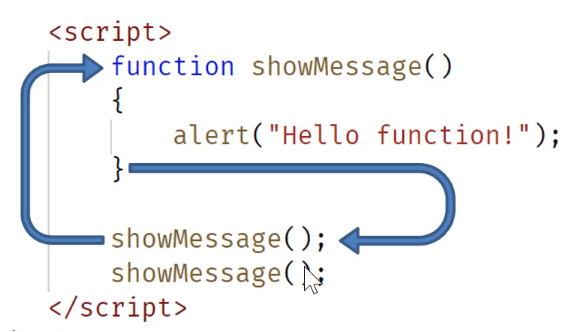 <script>
function showMessage()
{
alert("Hello function!");
}
showMessage();
showMessage();
</script>